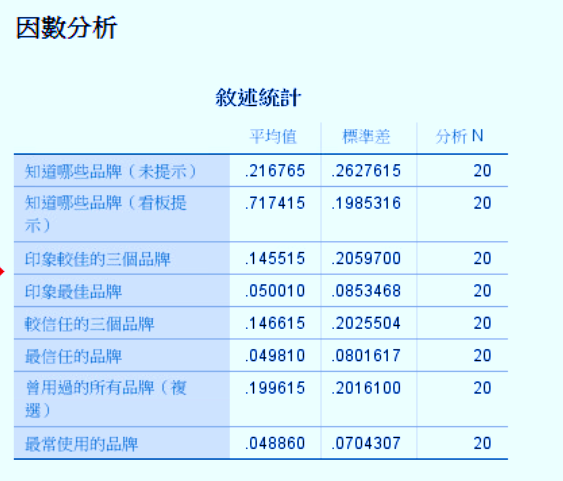 因數分析
敘述統計
平均值 標準差 分析 N
知道哪些品牌（未提示） .216765 .2627615 20
知道哪些品牌（看板提 .717415 .1985316 20
示）
印象較佳的三個品牌 .145515 .2059700 20
印象最佳品牌 .050010 .0853468 20
較信任的三個品牌 .146615 .2025504 20
最信任的品牌 .049810 .0801617 20
曾用過的所有品牌（複 .199615 .2016100 20
選）
最常使用的品牌 .048860 .0704307 20